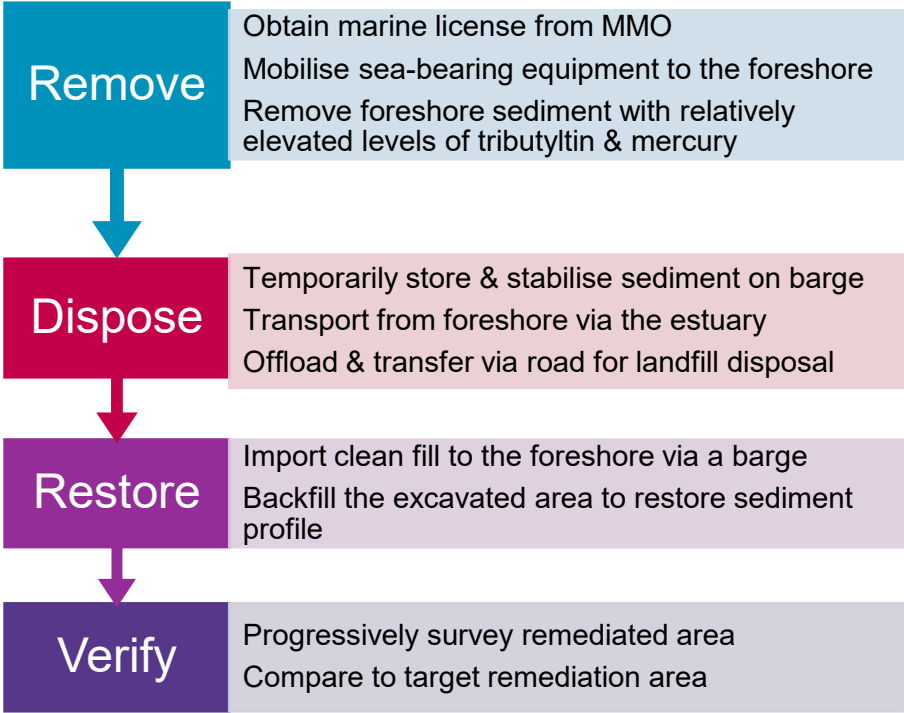 Remove
Obtain marine license from MMO
Mobilise sea-bearing equipment to the foreshore
Remove foreshore sediment with relatively
elevated levels of tributyltin & mercury
Dispose
Temporarily store & stabilise sediment on barge
Transport from foreshore via the estuary
Offload & transfer via road for landfill disposal
Restore
Import clean fill to the foreshore via a barge
Backfill the excavated area to restore sediment
profile
Verify
Progressively survey remediated area
Compare to target remediation area